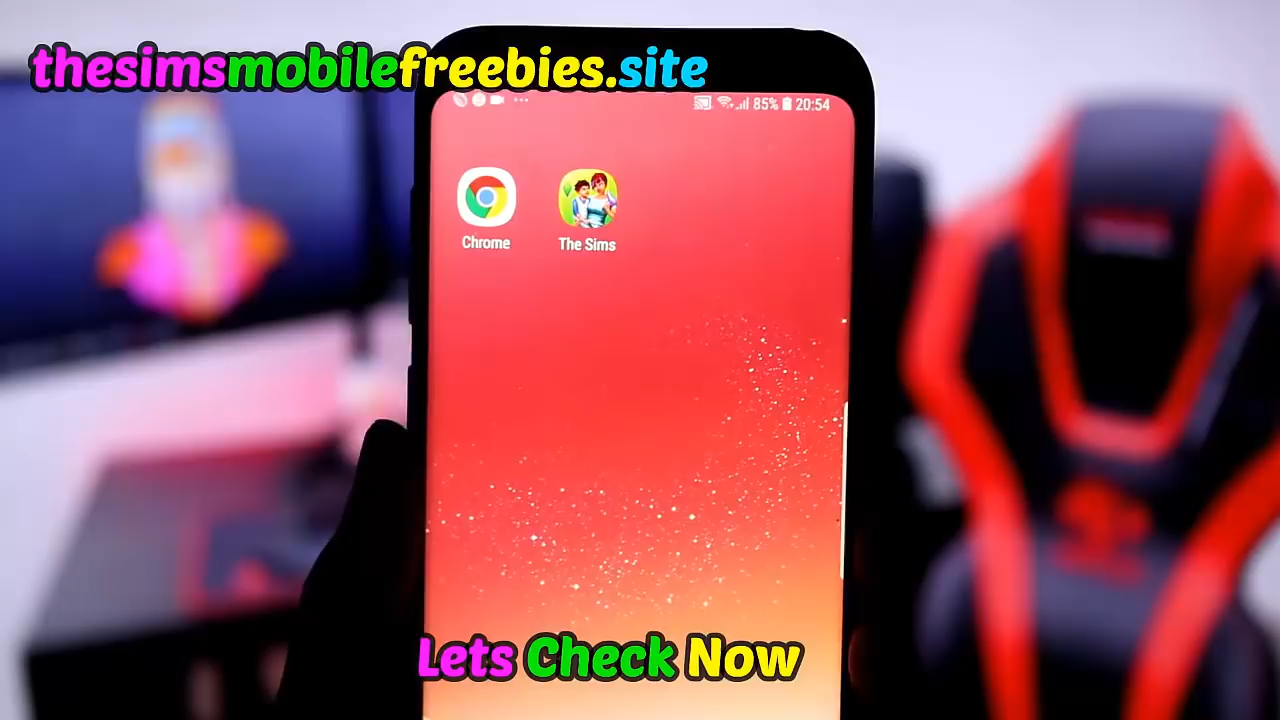 thesimsmobilefreebies.site
85% 20:54
Chrome
The Sims
Lets Check Now